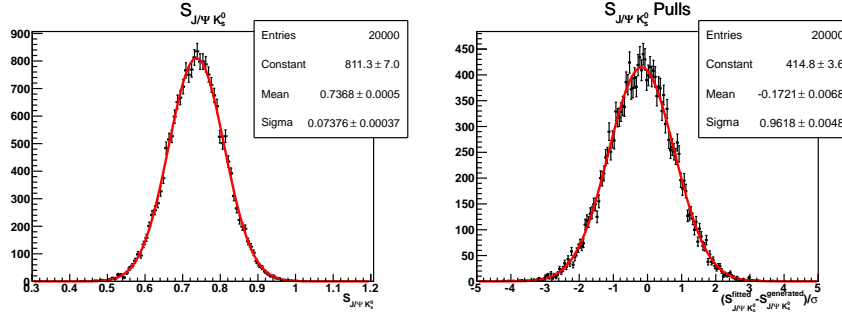 S_{J/Ψ K_s^0}
Entries 20000
Constant 811.3 ± 7.0
Mean 0.7368 ± 0.0005
Sigma 0.07376 ± 0.00037
900
800
700
600
500
400
300
200
100
0
0.3 0.4 0.5 0.6 0.7 0.8 0.9 1 1.1 1.2
S_{J/Ψ K_s^0}
S_{J/Ψ K_s^0} Pulls
Entries 20000
Constant 414.8 ± 3.6
Mean -0.1721 ± 0.0068
Sigma 0.9618 ± 0.0048
450
400
350
300
250
200
150
100
50
0
-5 -4 -3 -2 -1 0 1 2 3 4 5
(S^{fitted}_{J/Ψ K_s^0}-S^{generated}_{J/Ψ K_s^0})/σ